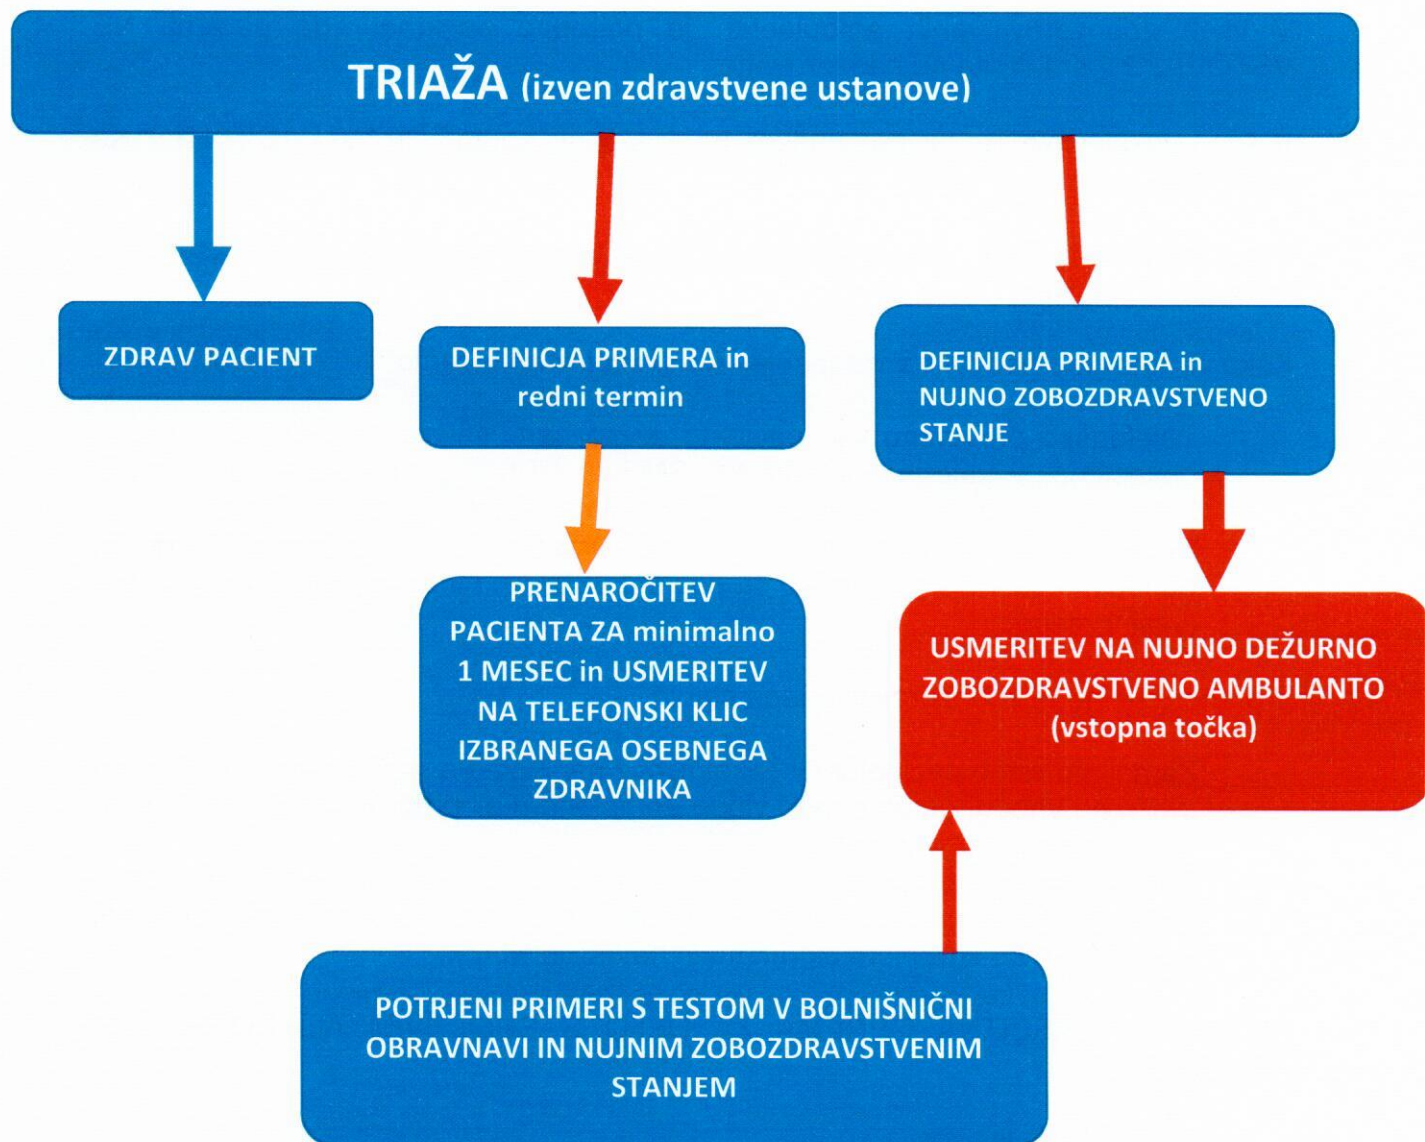 TRIAŽA (izven zdravstvene ustanove)
ZDRAV PACIENT
DEFINICJA PRIMERA in
redni termin
DEFINICIJA PRIMERA in
NUJNO ZOBOZDRAVSTVENO
STANJE
PRENAROČITEV
PACIENTA ZA minimalno
1 MESEC in USMERITEV
NA TELEFONSKI KLIC
IZBRANEGA OSEBNEGA
ZDRAVNIKA
USMERITEV NA NUJNO DEŽURNO
ZOBOZDRAVSTVENO AMBULANTO
(vstopna točka)
POTRJENI PRIMERI S TESTOM V BOLNIŠNIČNI
OBRAVNAVI IN NUJNIM ZOBOZDRAVSTVENIM
STANJEM